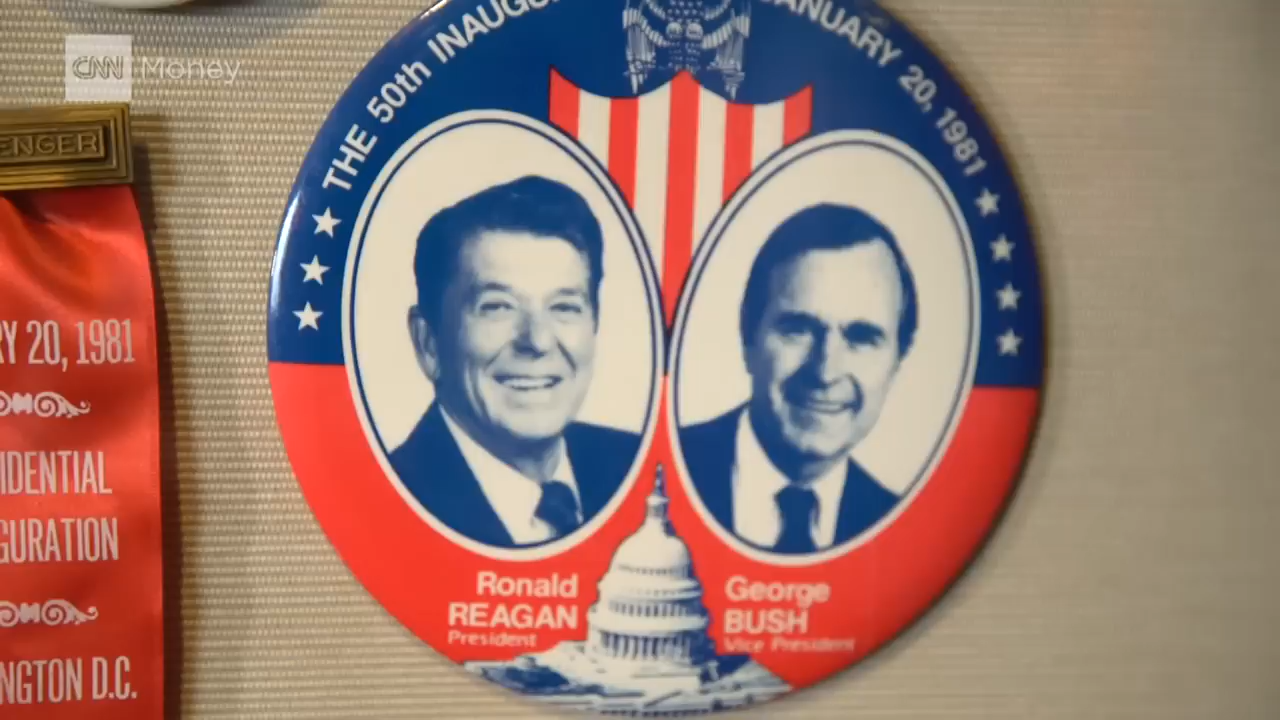 CNN Money
THE 50th INAUGU
JANUARY 20, 1981
ENGER
RY 20, 1981
IDENTIAL
GURATION
NGTON D.C.
Ronald
REAGAN
President
George
BUSH
Vice President